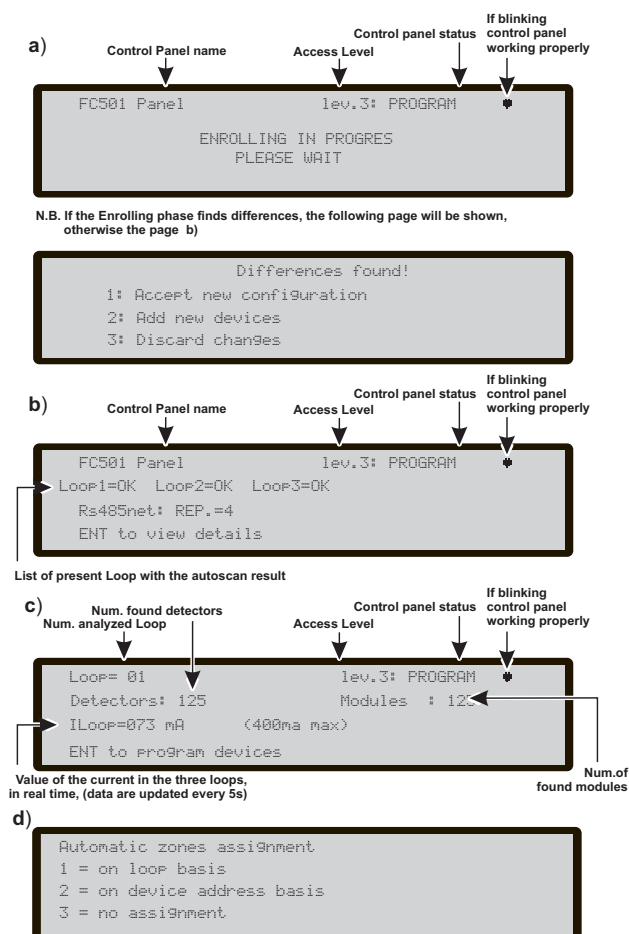 a)
Control Panel name
Access Level
Control panel status
If blinking
control panel
working properly
FC501 Panel lev.3: PROGRAM
ENROLLING IN PROGRES
PLEASE WAIT
N.B. If the Enrolling phase finds differences, the following page will be shown,
otherwise the page b)
Differences found!
1: Accept new configuration
2: Add new devices
3: Discard changes
b)
Control Panel name
Access Level
Control panel status
If blinking
control panel
working properly
FC501 Panel lev.3: PROGRAM
Loop1=OK Loop2=OK Loop3=OK
Rs485net: REP.=4
ENT to view details
List of present Loop with the autoscan result
c)
Num. found detectors
Num. analyzed Loop
Access Level
Control panel status
If blinking
control panel
working properly
Loop= 01 lev.3: PROGRAM
Detectors: 125 Modules :
ILoop=073 mA (400ma max)
ENT to program devices
Value of the current in the three loops,
in real time, (data are updated every 5s)
Num.of
found modules
d)
Automatic zones assignment
1 = on loop basis
2 = on device address basis
3 = no assignment